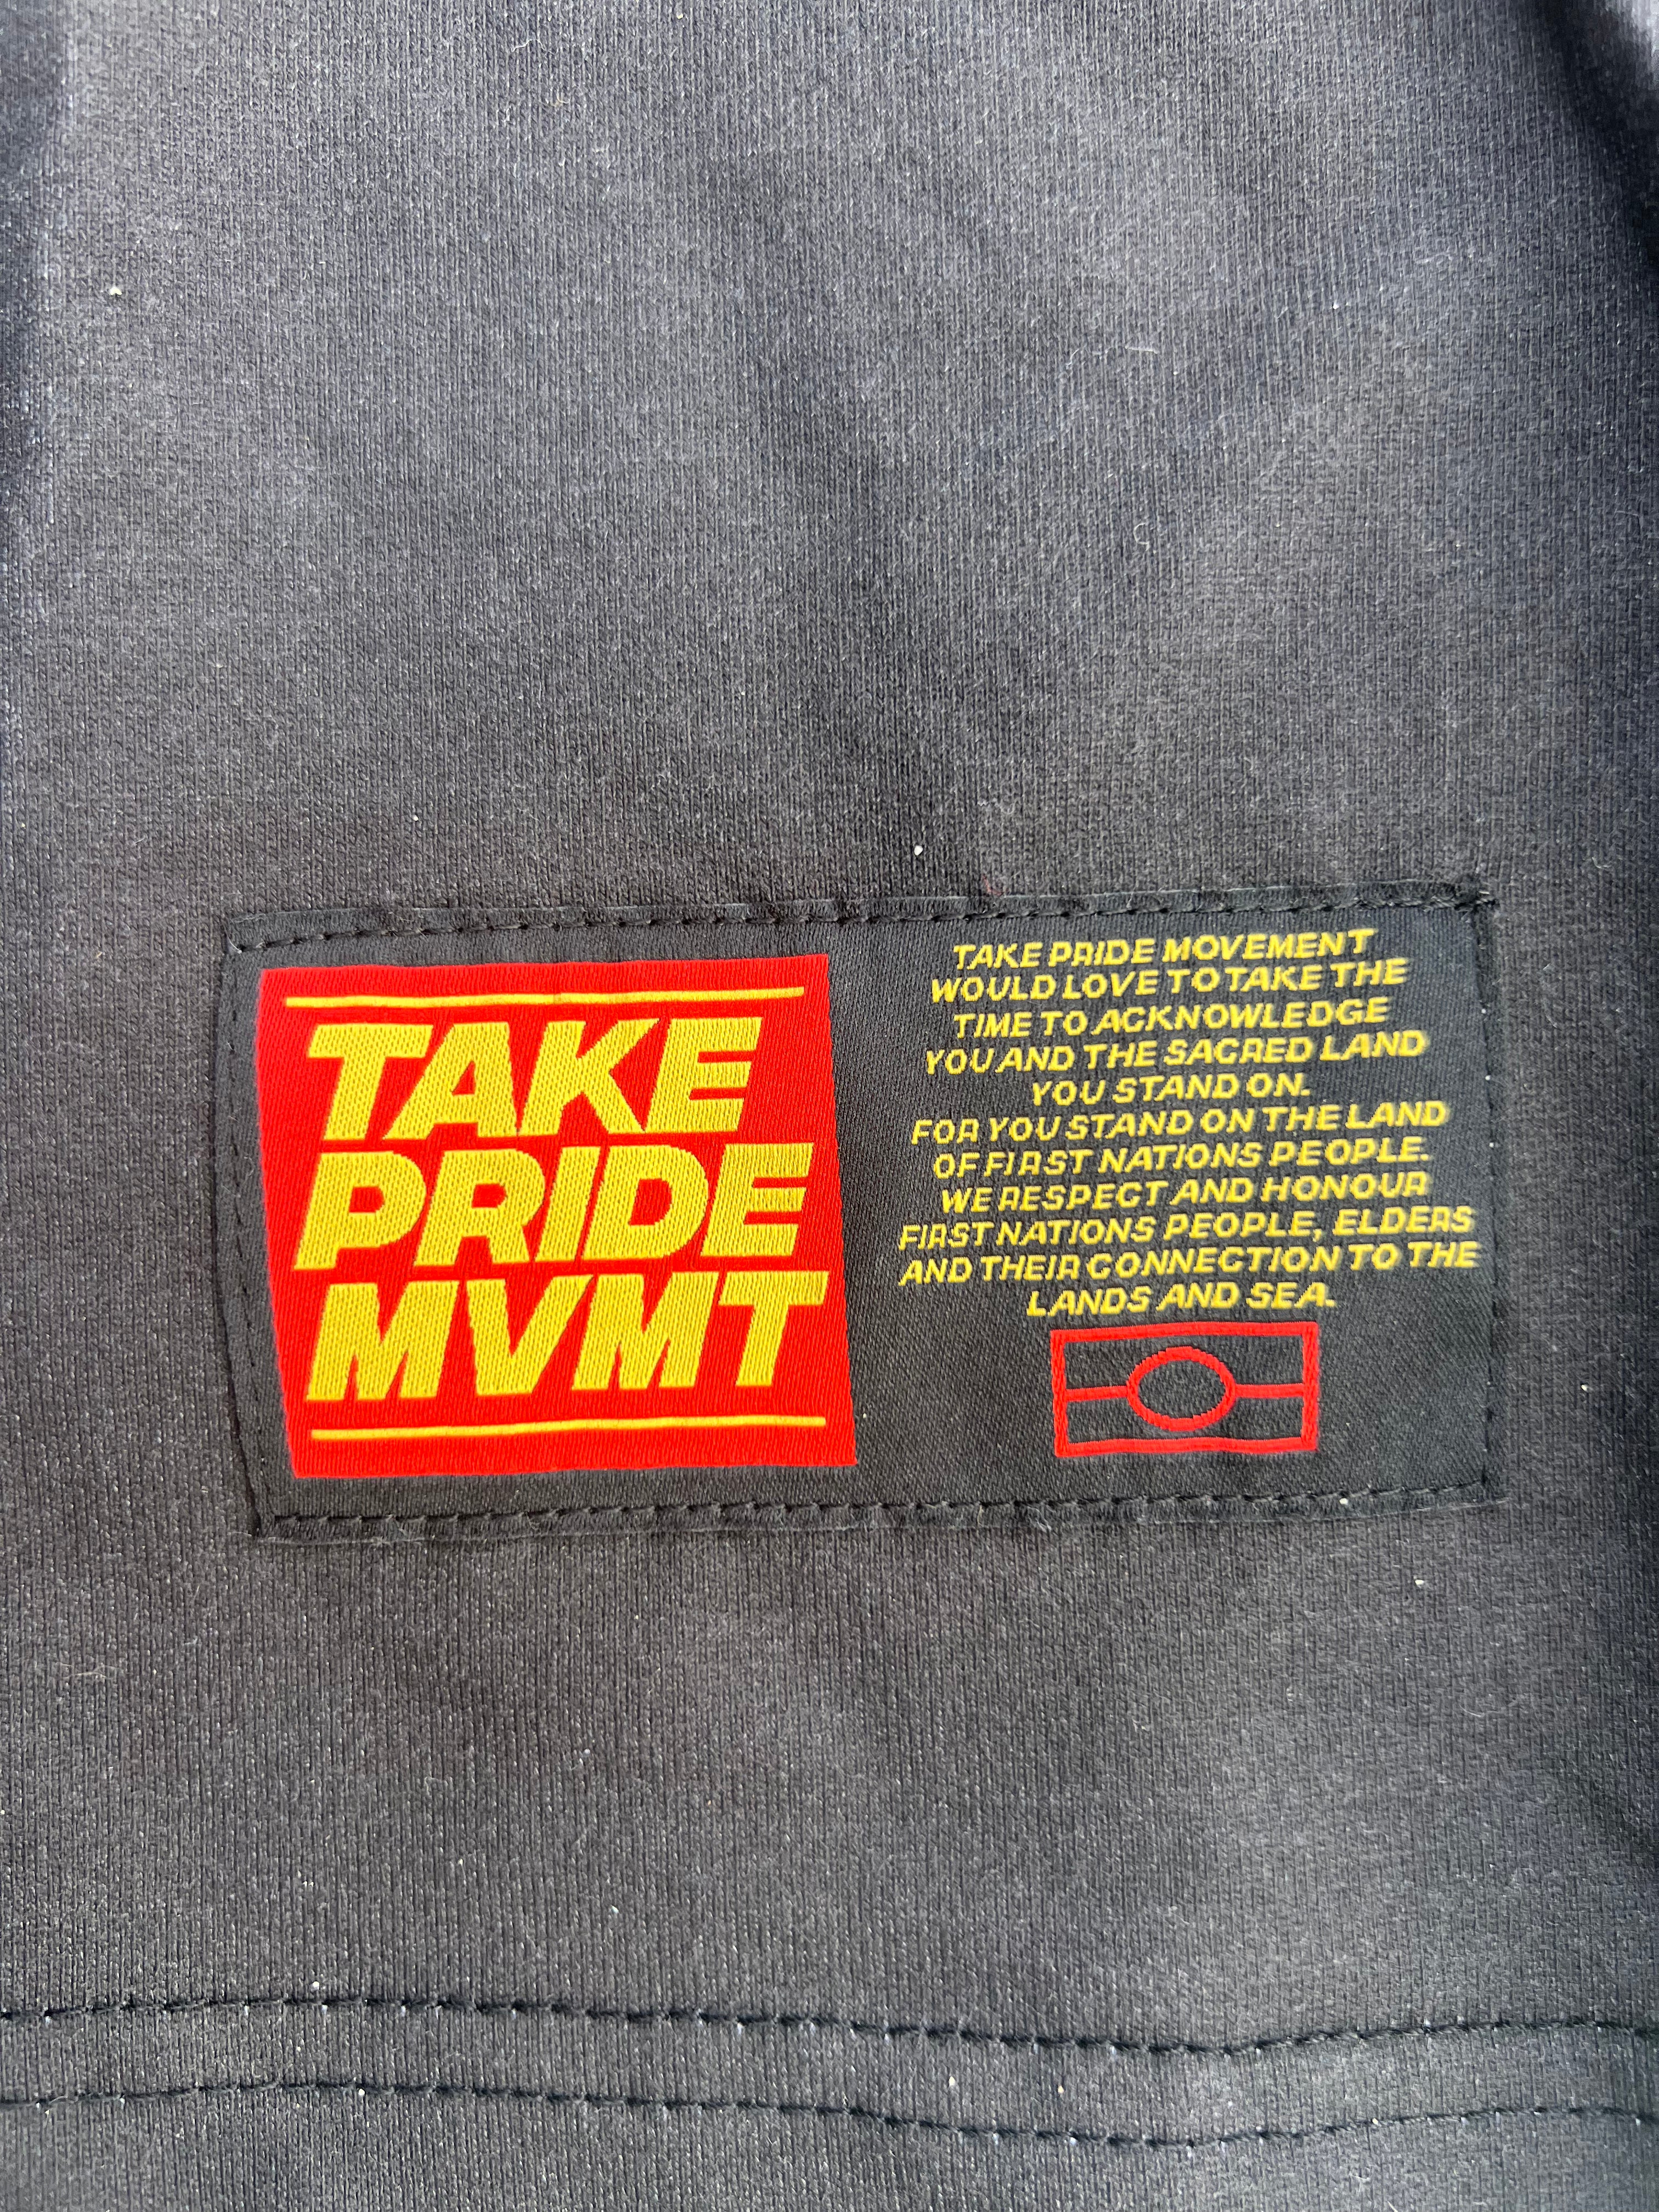 TAKE
PRIDE
MVMT
TAKE PRIDE MOVEMENT
WOULD LOVE TO TAKE THE
TIME TO ACKNOWLEDGE
YOU AND THE SACRED LAND
YOU STAND ON.
FOR YOU STAND ON THE LAND
OF FIRST NATIONS PEOPLE.
WE RESPECT AND HONOUR
FIRST NATIONS PEOPLE, ELDERS
AND THEIR CONNECTION TO THE
LANDS AND SEA.